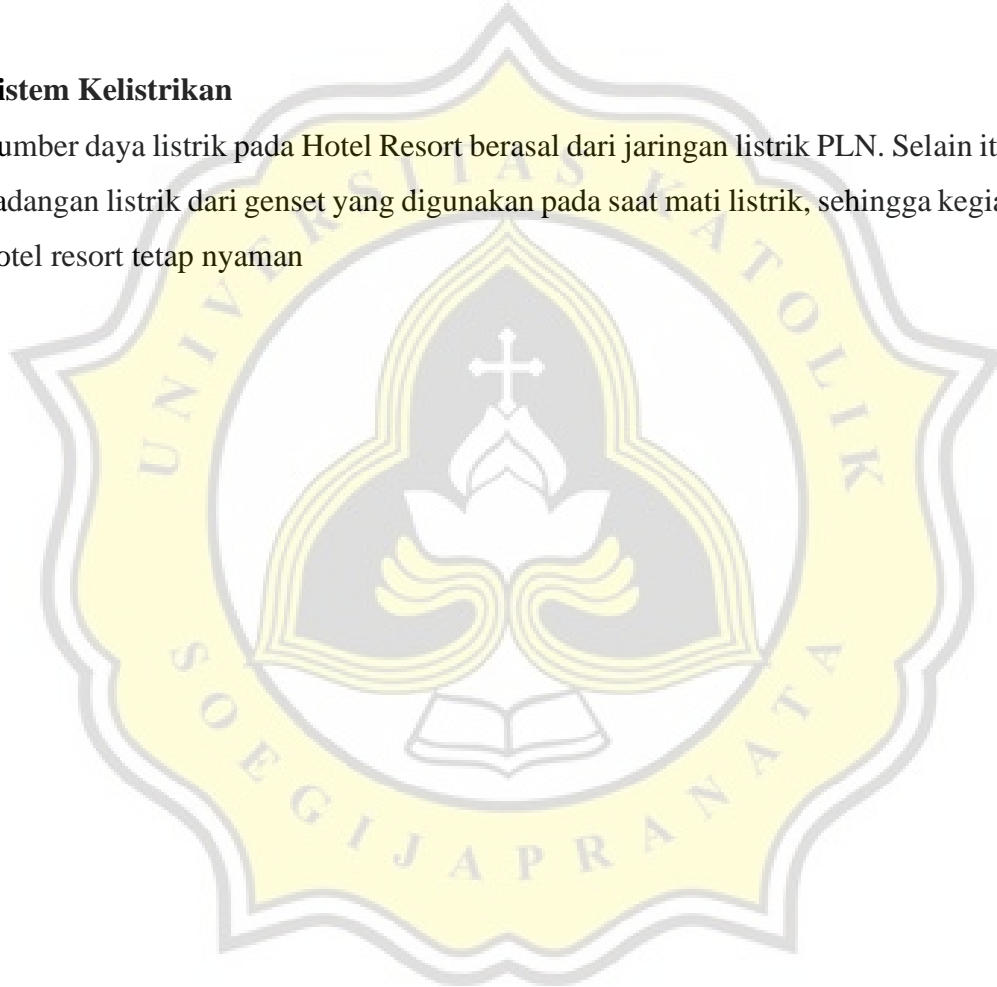 istem Kelistrikan
umber daya listrik pada Hotel Resort berasal dari jaringan listrik PLN. Selain it
adangan listrik dari genset yang digunakan pada saat mati listrik, sehingga kegia
otel resort tetap nyaman
UNIVERSITAS KATOLIK
SOEGIJAPRANATA